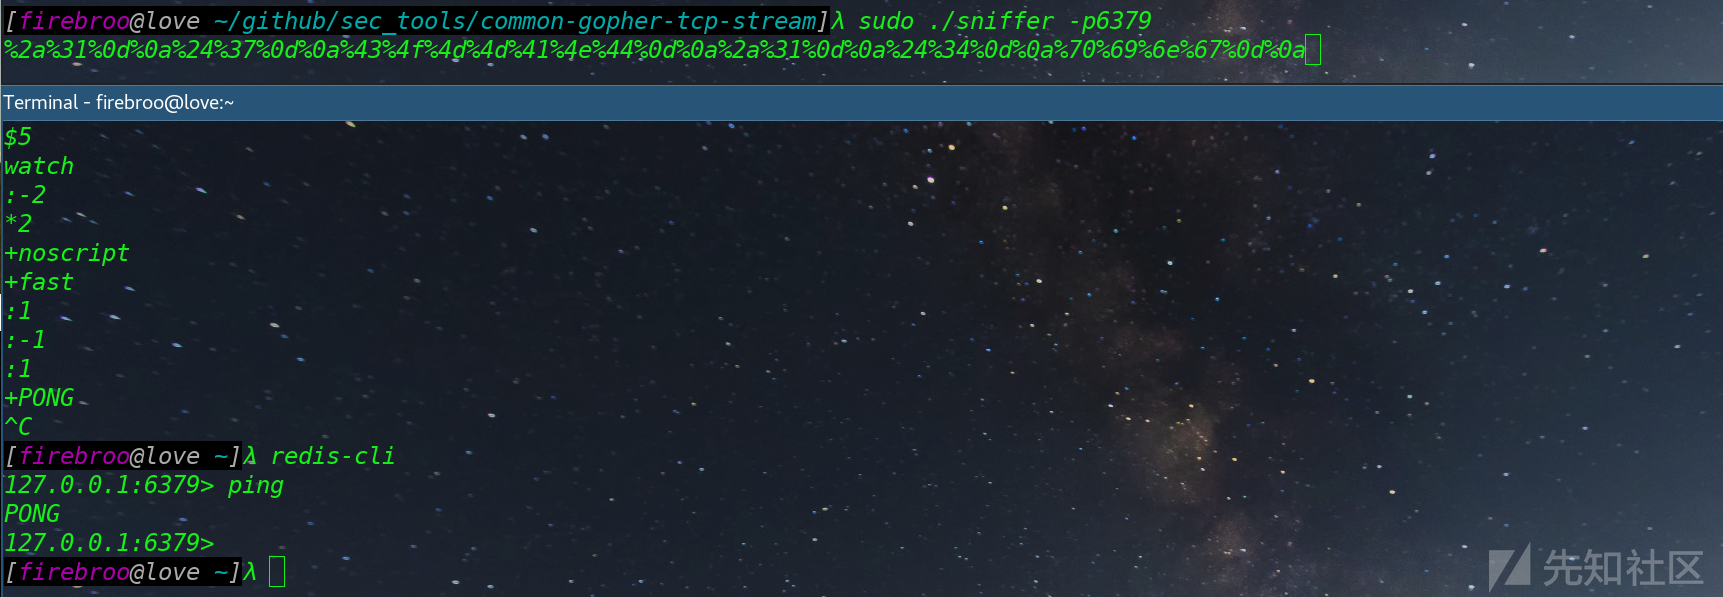 [firebroo@love ~/github/sec_tools/common-gopher-tcp-stream]λ sudo ./sniffer -p6379
%2a%31%0d%0a%24%37%0d%0a%43%4f%4d%4d%41%4e%44%0d%0a%2a%31%0d%0a%24%34%0d%0a%70%69%6e%67%0d%0a
Terminal - firebroo@love:~
$5
watch
:-2
*2
+noscript
+fast
:1
:-1
:1
+PONG
^C
[firebroo@love ~]λ redis-cli
127.0.0.1:6379> ping
PONG
127.0.0.1:6379>
[firebroo@love ~]λ
先知社区